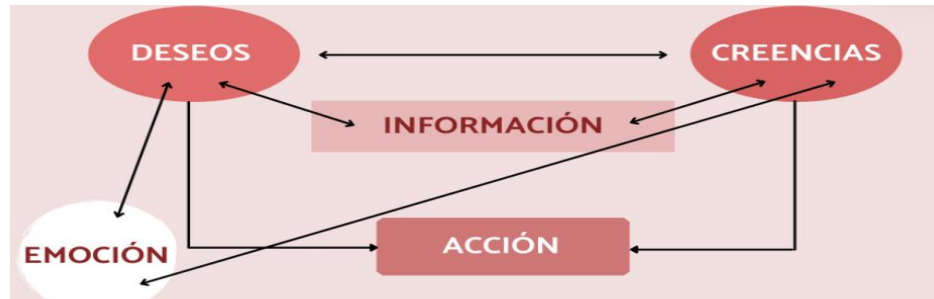 DESEOS
CREENCIAS
INFORMACIÓN
ACCIÓN
EMOCIÓN